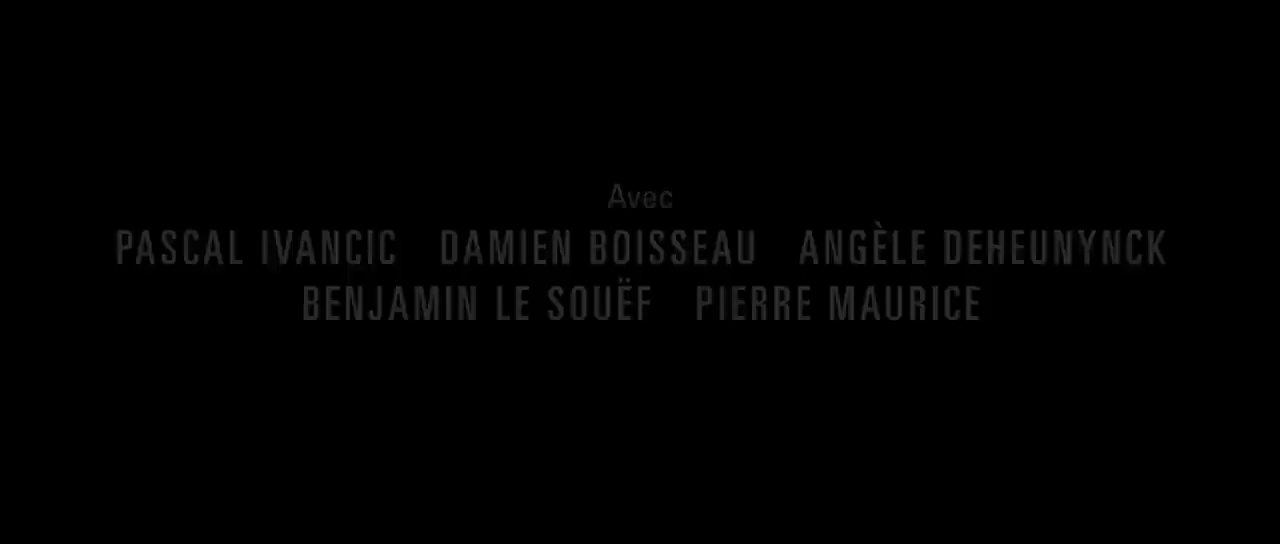 Avec
PASCAL IVANCIC DAMIEN BOISSEAU ANGÈLE DEHEUNYNCK
BENJAMIN LE SOUËF PIERRE MAURICE